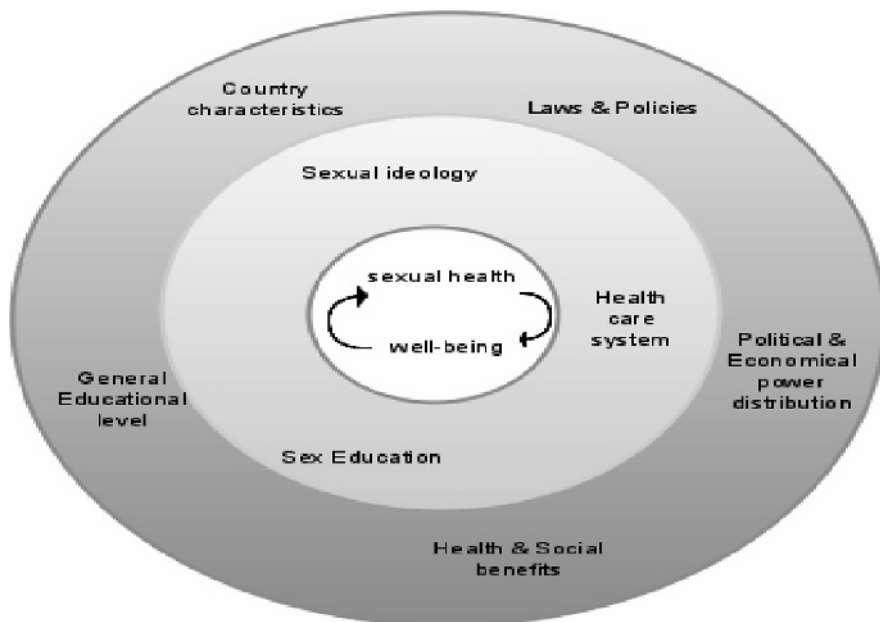 Country
characteristics
Laws & Policies
Sexual ideology
sexual health
well-being
Health
care
system
Political &
Economical
power
distribution
General
Educational
level
Sex Education
Health & Social
benefits